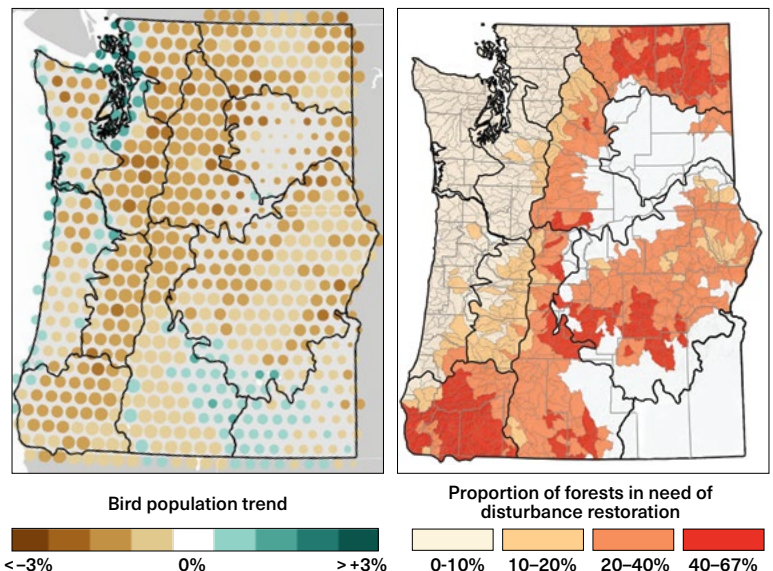 Bird population trend
<−3%
0%
>+3%
Proportion of forests in need of
disturbance restoration
0-10%
10–20%
20–40%
40–67%